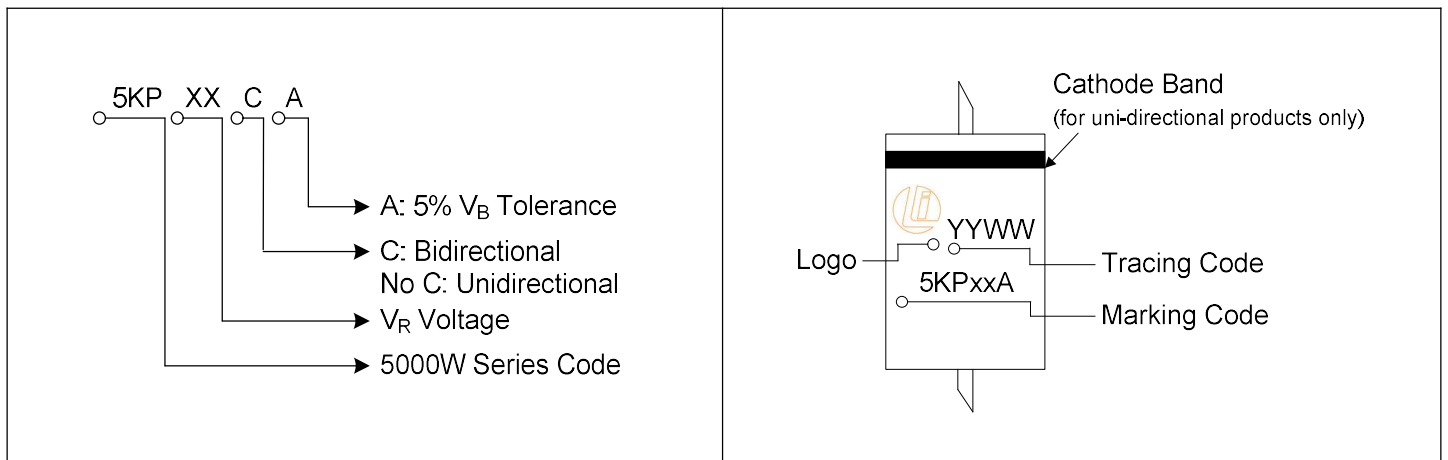 5KP XX C A
A: 5% VB Tolerance
C: Bidirectional
No C: Unidirectional
VR Voltage
5000W Series Code
Cathode Band
(for uni-directional products only)
YYWW
Logo
Tracing Code
5KPxxA
Marking Code